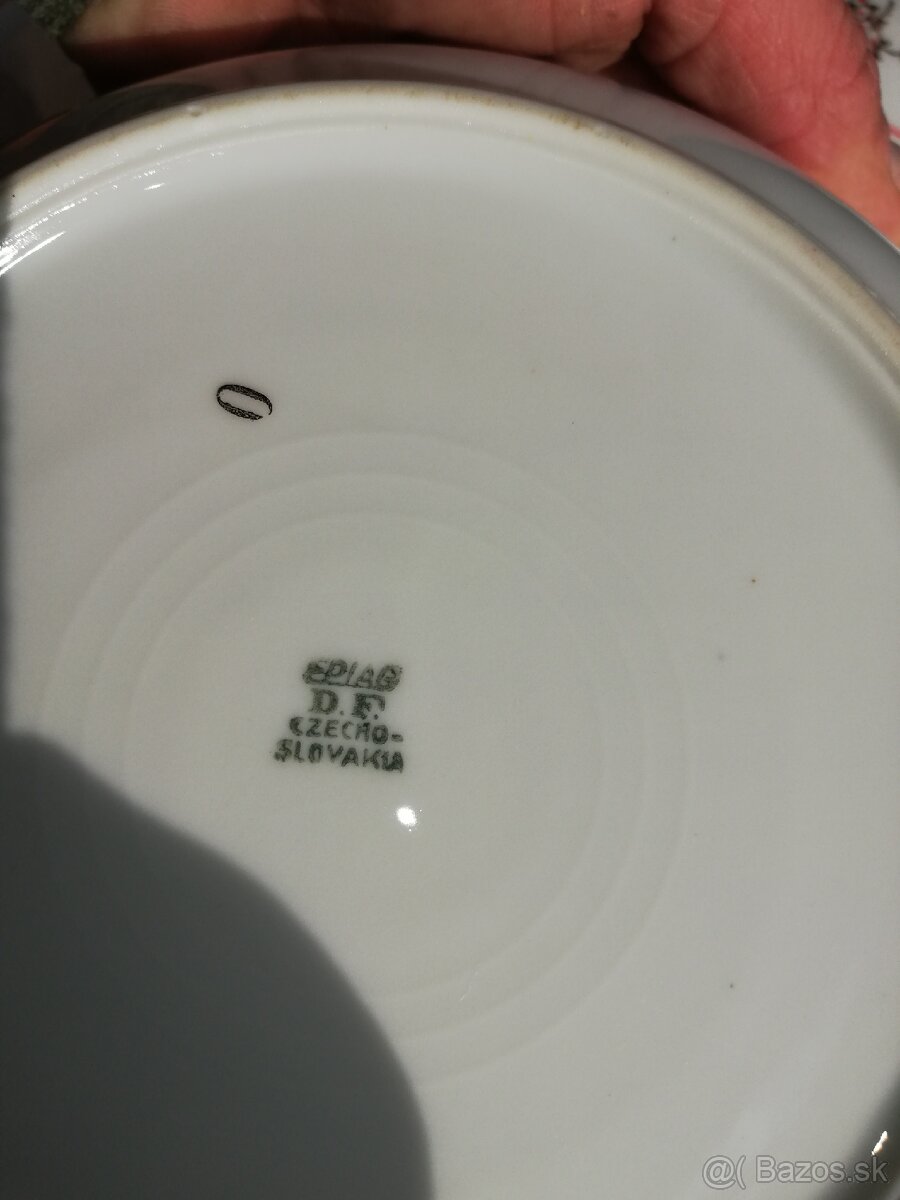 0
EPIAG
D.F.
CZECHO-
SLOVAKIA
@( Bazos.sk